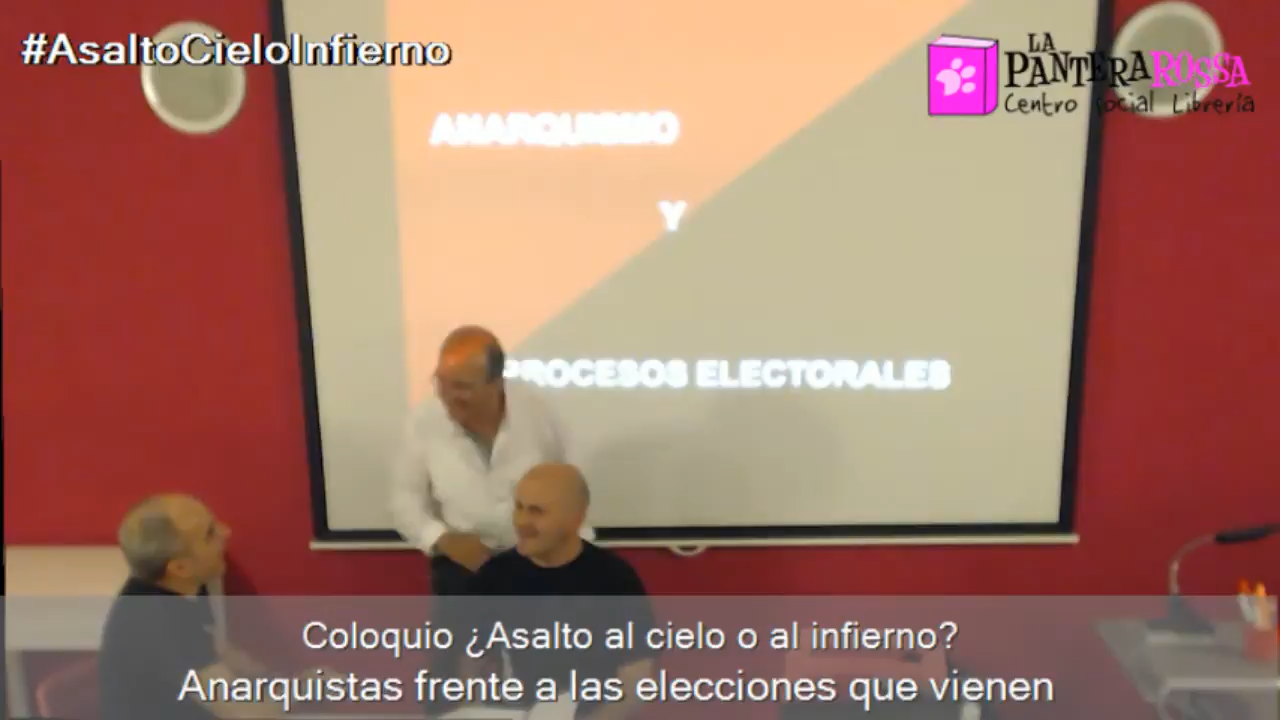 #AsaltoCieloInfierno
LA
PANTERA ROSSA
Centro social Librería
ANARQUISMO
Y
PROCESOS ELECTORALES
Coloquio ¿Asalto al cielo o al infierno?
Anarquistas frente a las elecciones que vienen